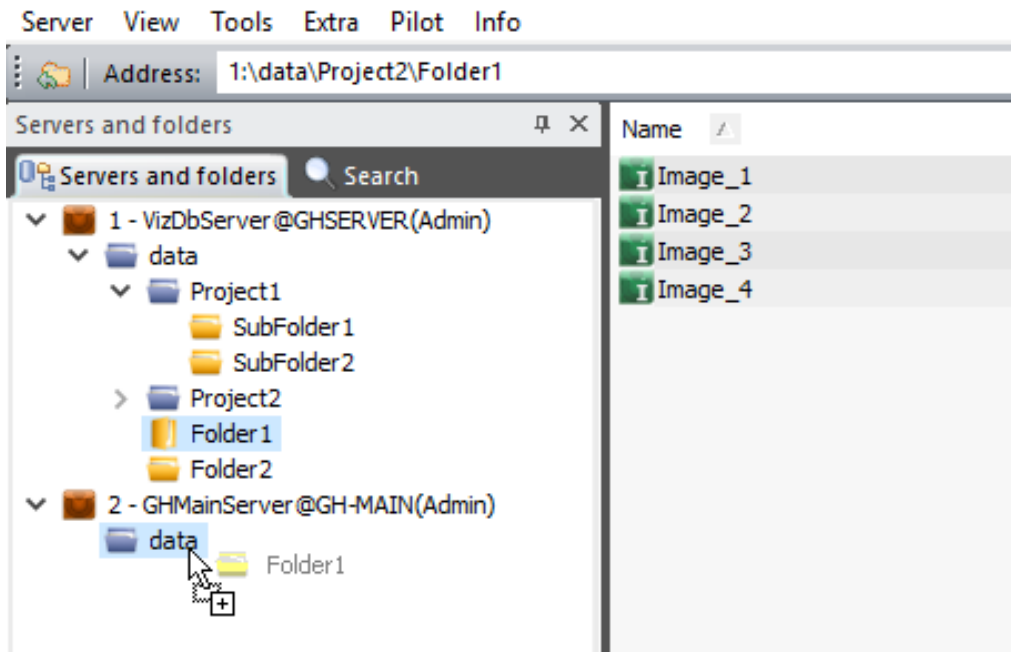 Server View Tools Extra Pilot Info
Address: 1:\data\Project2\Folder1
Servers and folders
Name
Servers and folders Search
Image_1
Image_2
Image_3
Image_4
1 - VizDbServer@GHSERVER(Admin)
data
Project1
SubFolder1
SubFolder2
Project2
Folder1
Folder2
2 - GHMainServer@GH-MAIN(Admin)
data
Folder1